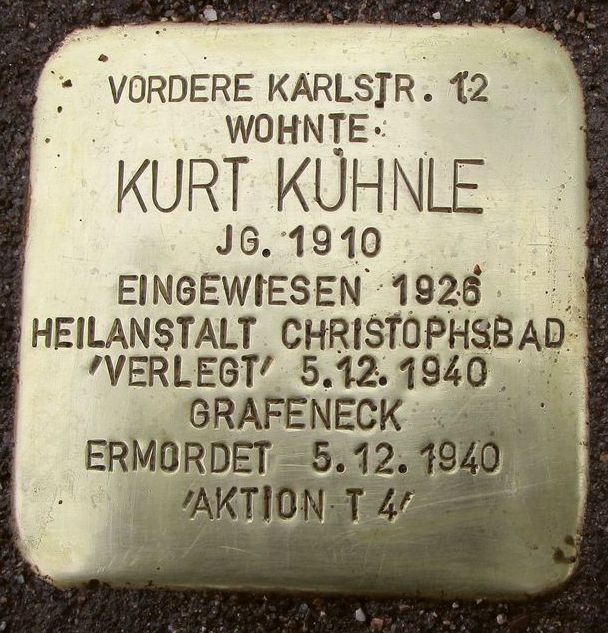 VORDERE KARLSTR. 12
WOHNTE
KURT KÜHNLE
JG. 1910
EINGEWIESEN 1926
HEILANSTALT CHRISTOPHSBAD
'VERLEGT' 5.12.1940
GRAFENECK
ERMORDET 5.12.1940
'AKTION T 4'